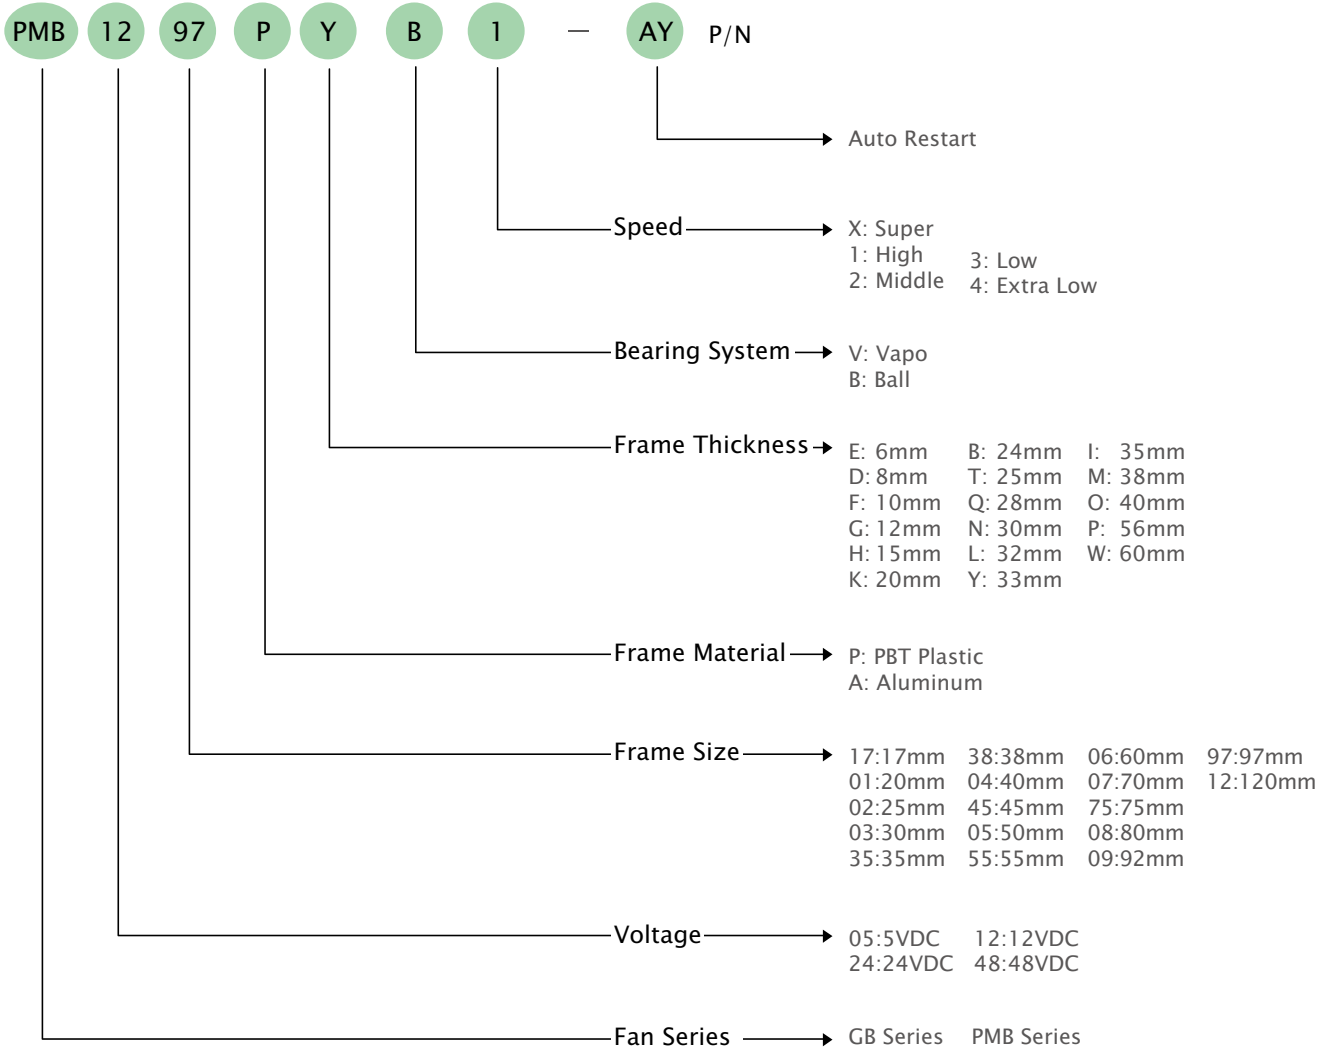 PMB 12 97 P Y B 1 — AY P/N
Auto Restart
Speed
X: Super
1: High
2: Middle
3: Low
4: Extra Low
Bearing System
V: Vapo
B: Ball
Frame Thickness
E: 6mm B: 24mm I: 35mm
D: 8mm T: 25mm M: 38mm
F: 10mm Q: 28mm O: 40mm
G: 12mm N: 30mm P: 56mm
H: 15mm L: 32mm W: 60mm
K: 20mm Y: 33mm
Frame Material
P: PBT Plastic
A: Aluminum
Frame Size
17:17mm 38:38mm 06:60mm 97:97mm
01:20mm 04:40mm 07:70mm 12:120mm
02:25mm 45:45mm 75:75mm
03:30mm 05:50mm 08:80mm
35:35mm 55:55mm 09:92mm
Voltage
05:5VDC 12:12VDC
24:24VDC 48:48VDC
Fan Series
GB Series PMB Series